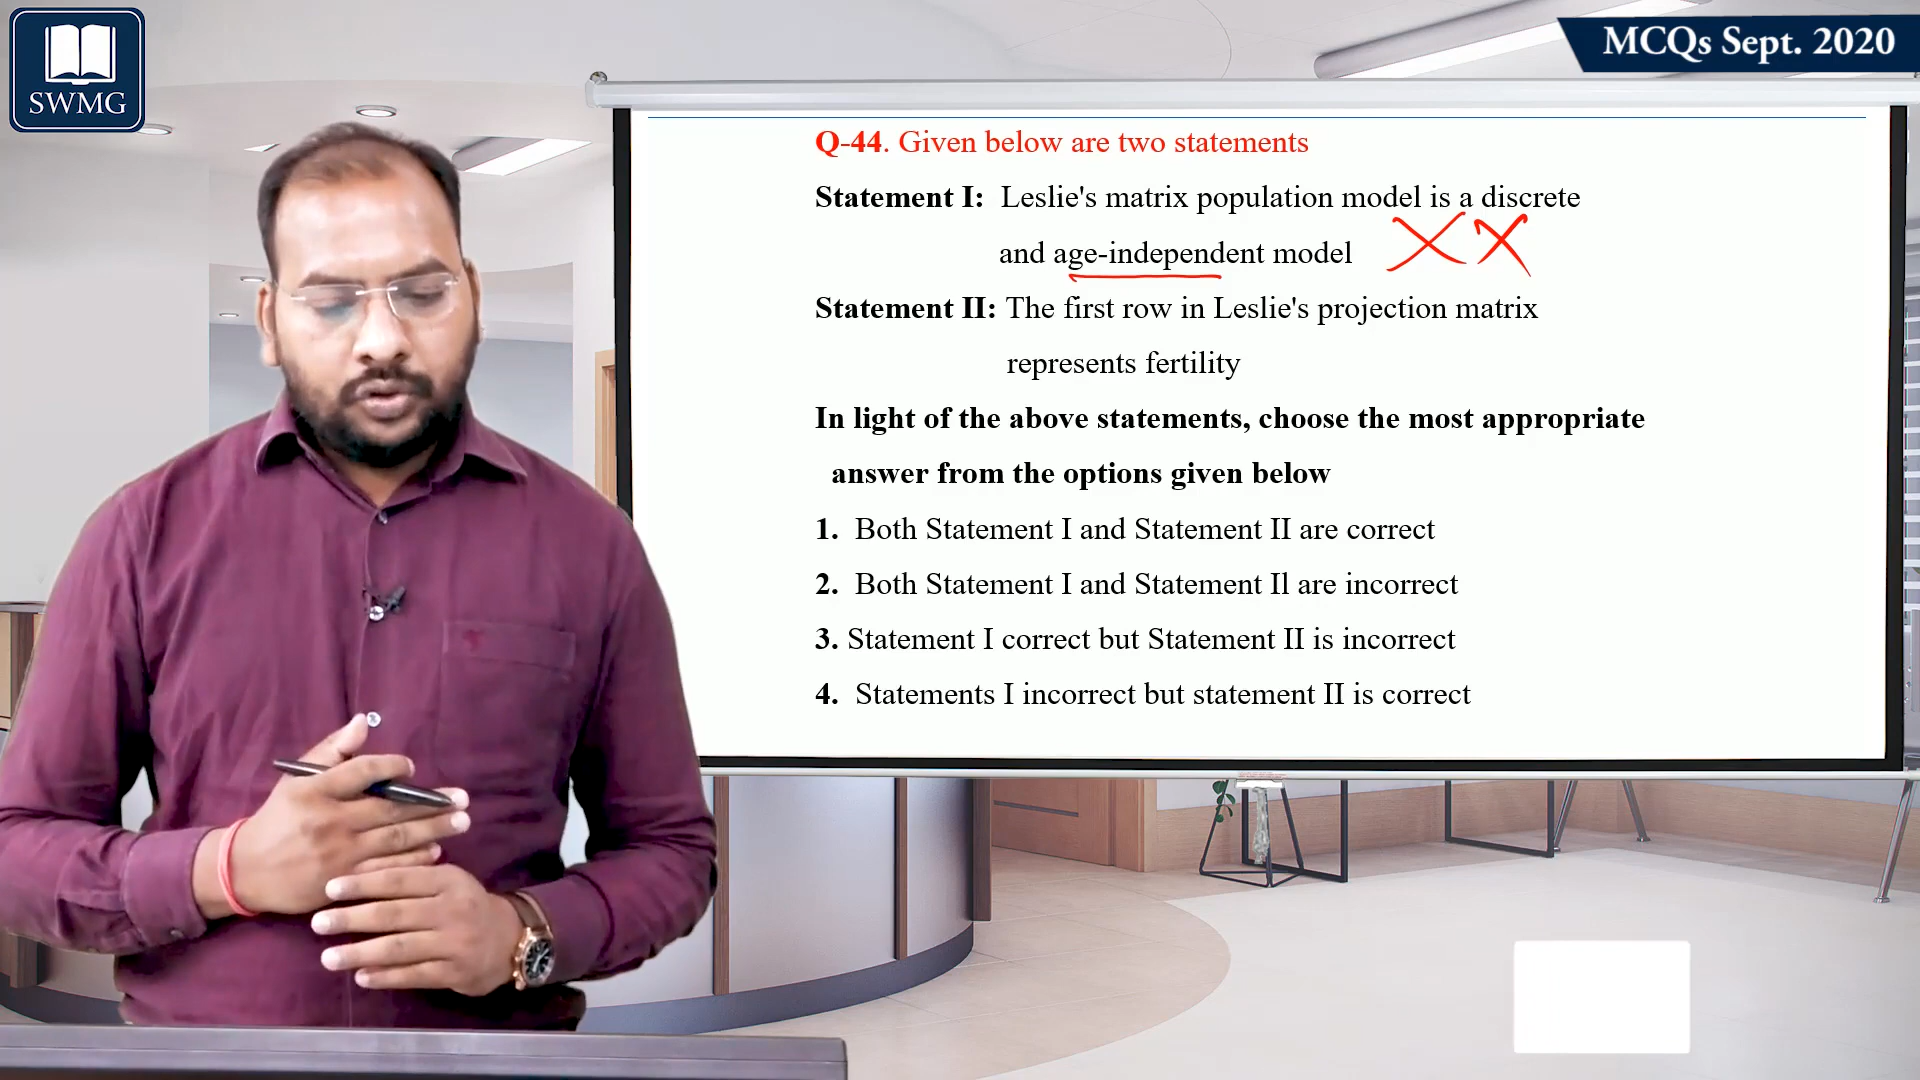 SWMG
MCQs Sept. 2020
Q-44. Given below are two statements
Statement I: Leslie's matrix population model is a discrete
and age-independent model
Statement II: The first row in Leslie's projection matrix
represents fertility
In light of the above statements, choose the most appropriate
answer from the options given below
1. Both Statement I and Statement II are correct
2. Both Statement I and Statement Il are incorrect
3. Statement I correct but Statement II is incorrect
4. Statements I incorrect but statement II is correct